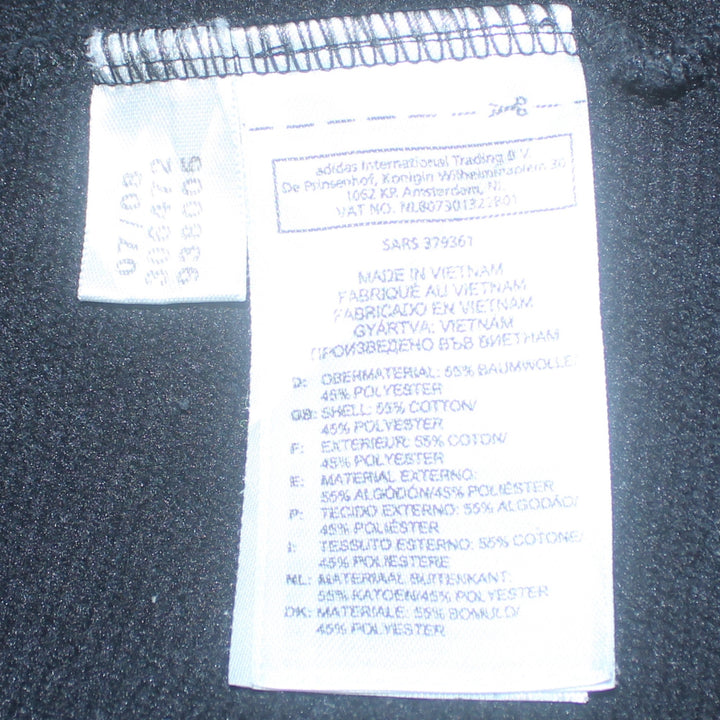 07/08
306472
938005
adidas International Trading B.V.
De Prinsenhof, Konigin Wilhelminaplein 30
1062 KR Amsterdam, NL
VAT NO. NL807301321B01
SARS 379361
MADE IN VIETNAM
FABRIQUÉ AU VIETNAM
FABRICADO EN VIETNAM
GYÁRTVA: VIETNAM
ПРОИЗВЕДЕНО ВЪВ ВИЕТНАМ
D: OBERMATERIAL: 55% BAUMWOLLE/
45% POLYESTER
GB: SHELL: 55% COTTON/
45% POLYESTER
F: EXTERIEUR: 55% COTON/
45% POLYESTER
E: MATERIAL EXTERNO:
55% ALGODÓN/45% POLIÉSTER
P: TECIDO EXTERNO: 55% ALGODÃO/
45% POLIÉSTER
I: TESSUTO ESTERNO: 55% COTONE/
45% POLIESTERE
NL: MATERIAAL BUITENKANT:
55% KATOEN/45% POLYESTER
DK: MATERIALE: 55% BOMULD/
45% POLYESTER